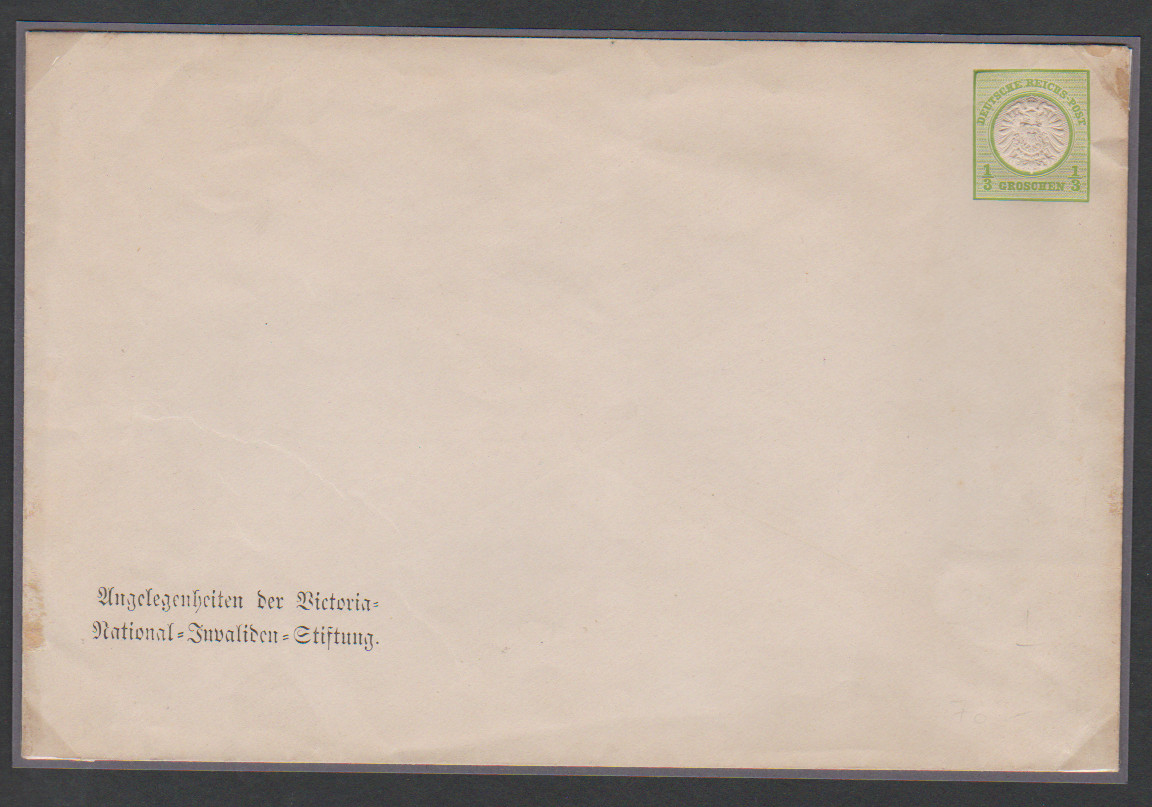 DEUTSCHE REICHS-POST
1/3 GROSCHEN 1/3
Angelegenheiten der Victoria-
National-Invaliden-Stiftung.